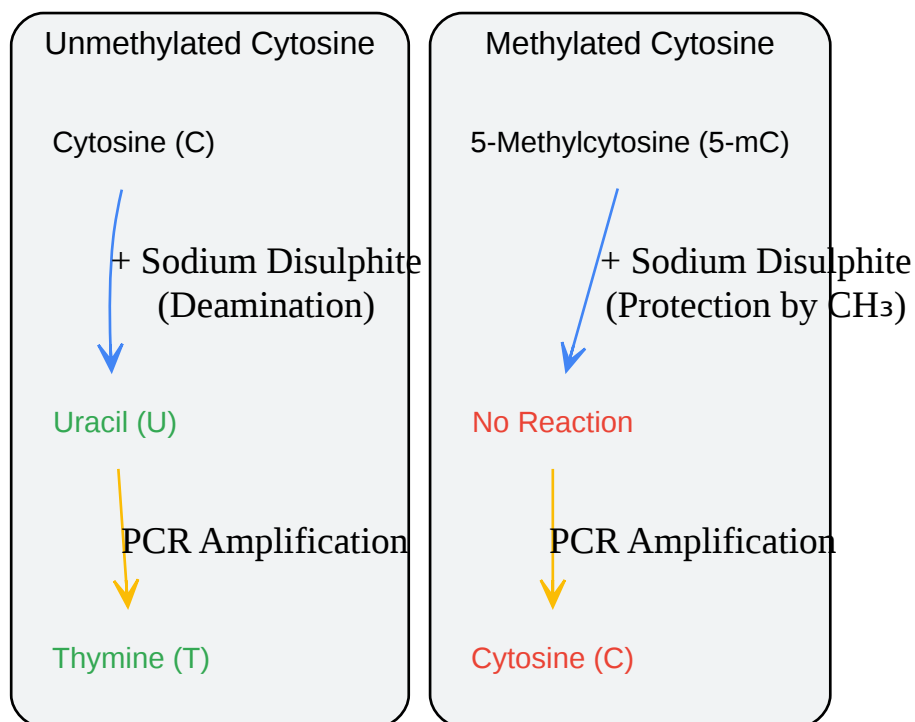 Unmethylated Cytosine
Cytosine (C)
+ Sodium Disulphite
(Deamination)
Uracil (U)
PCR Amplification
Thymine (T)
Methylated Cytosine
5-Methylcytosine (5-mC)
+ Sodium Disulphite
(Protection by CH₃)
No Reaction
PCR Amplification
Cytosine (C)